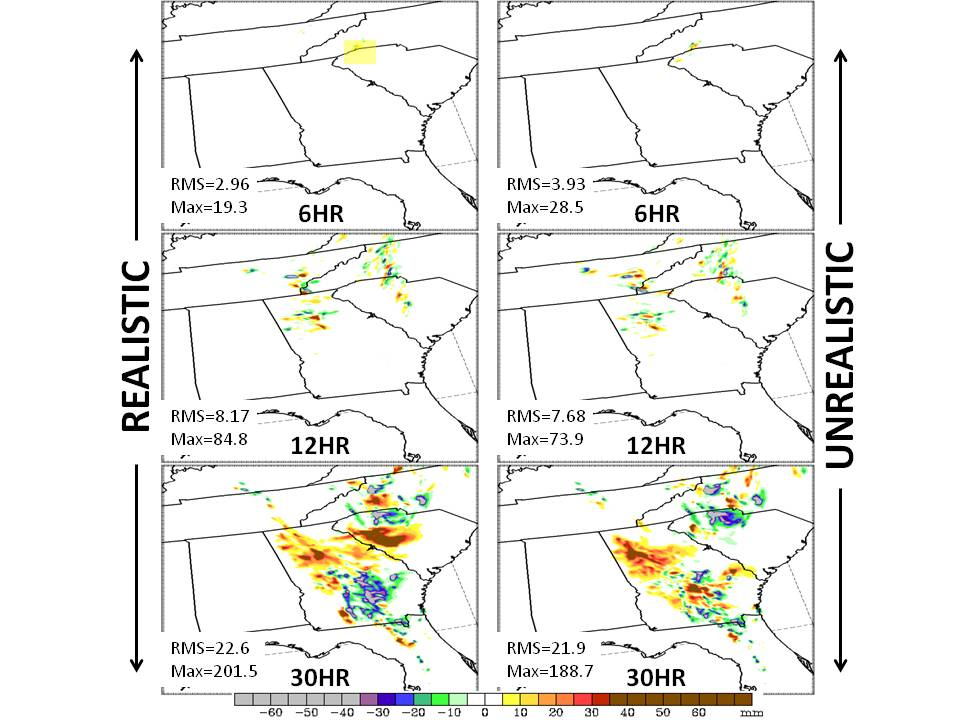 REALISTIC
UNREALISTIC
RMS=2.96
Max=19.3
6HR
RMS=3.93
Max=28.5
6HR
RMS=8.17
Max=84.8
12HR
RMS=7.68
Max=73.9
12HR
RMS=22.6
Max=201.5
30HR
RMS=21.9
Max=188.7
30HR
−60 −50 −40 −30 −20 −10 0 10 20 30 40 50 60 mm